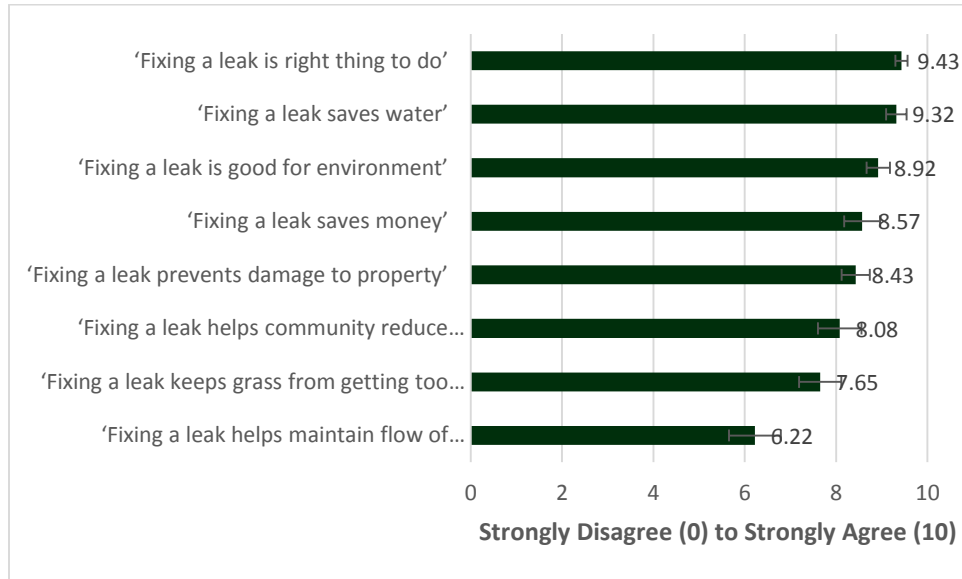 ‘Fixing a leak is right thing to do’
9.43
‘Fixing a leak saves water’
9.32
‘Fixing a leak is good for environment’
8.92
‘Fixing a leak saves money’
8.57
‘Fixing a leak prevents damage to property’
8.43
‘Fixing a leak helps community reduce...
8.08
‘Fixing a leak keeps grass from getting too...
7.65
‘Fixing a leak helps maintain flow of...
6.22
0 2 4 6 8 10
Strongly Disagree (0) to Strongly Agree (10)